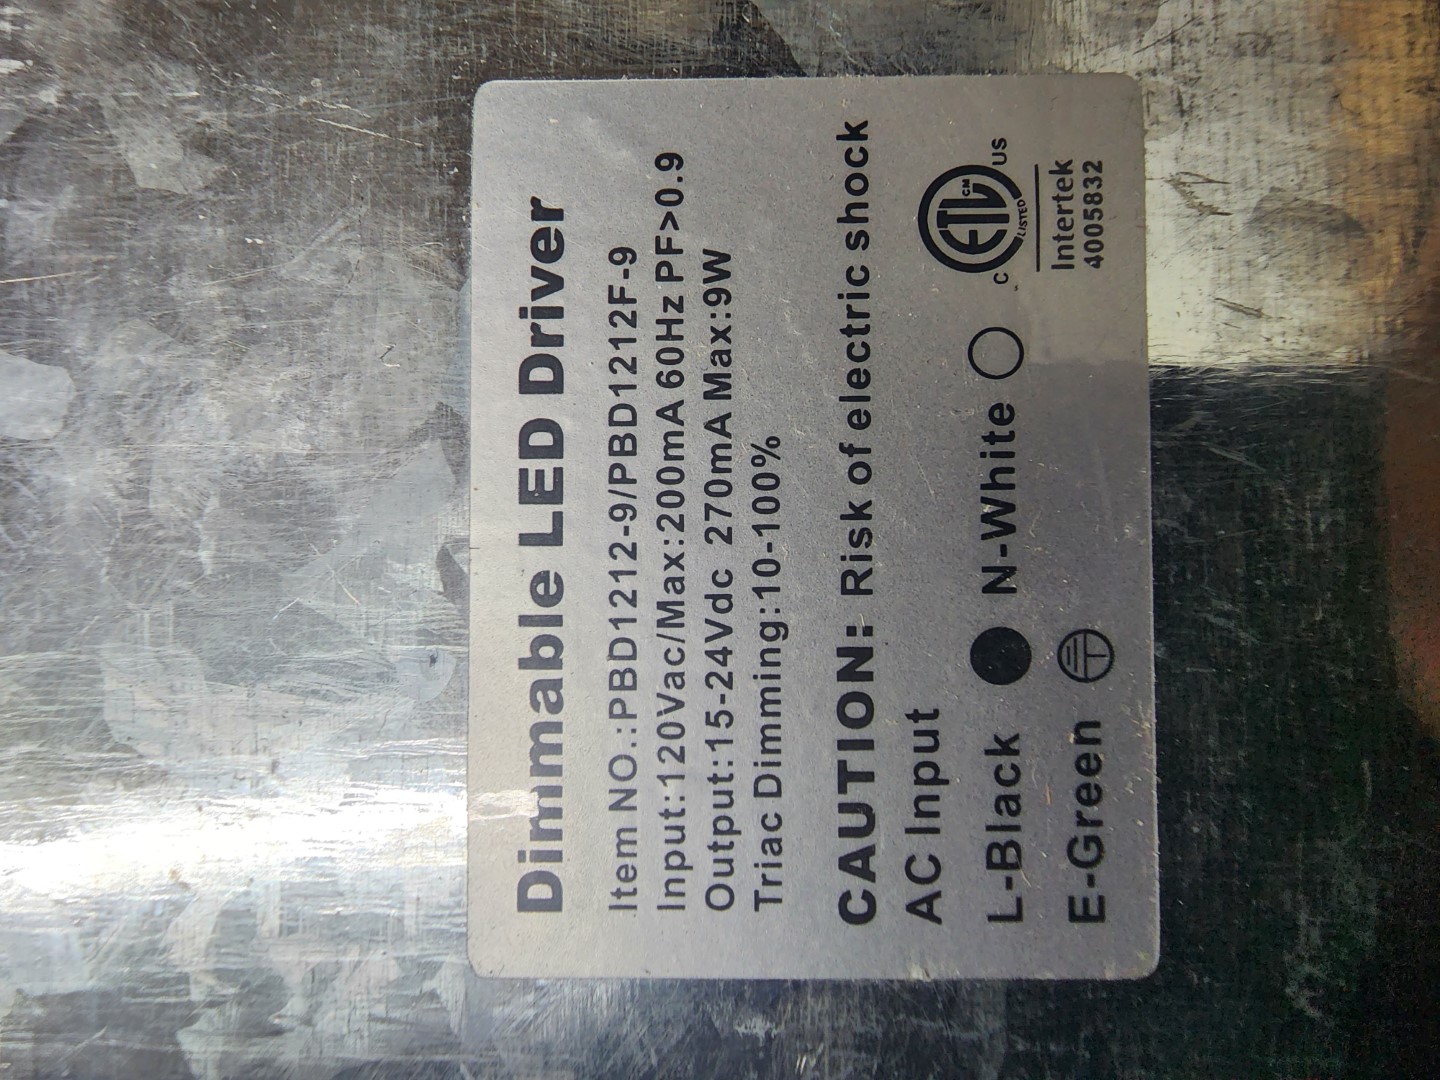 Dimmable LED Driver
Item NO.:PBD1212-9/PBD1212F-9
Input:120Vac/Max:200mA 60Hz PF>0.9
Output:15-24Vdc 270mA Max:9W
Triac Dimming:10-100%
CAUTION: Risk of electric shock
AC Input
L-Black N-White
E-Green
C ETL CM US
LISTED
Intertek
4005832